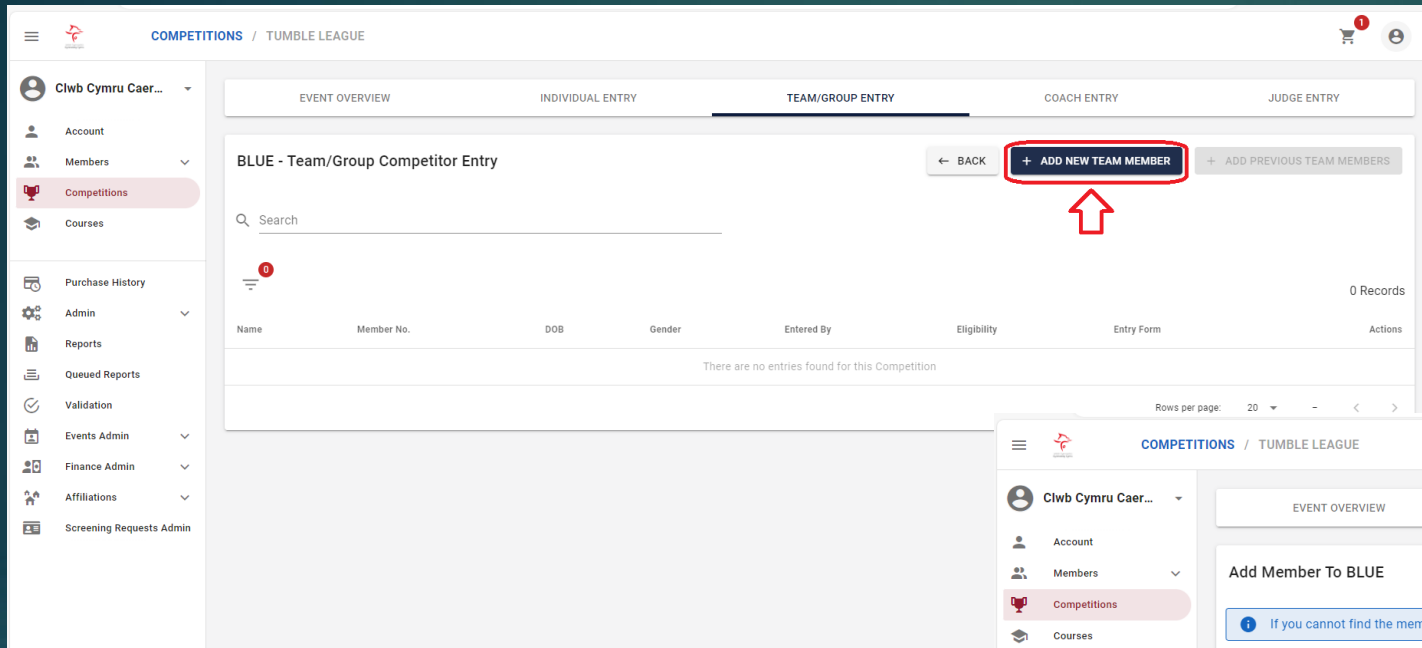 COMPETITIONS / TUMBLE LEAGUE
1
Clwb Cymru Caer...
Account
Members
Competitions
Courses
Purchase History
Admin
Reports
Queued Reports
Validation
Events Admin
Finance Admin
Affiliations
Screening Requests Admin
EVENT OVERVIEW INDIVIDUAL ENTRY TEAM/GROUP ENTRY COACH ENTRY JUDGE ENTRY
BLUE - Team/Group Competitor Entry
← BACK + ADD NEW TEAM MEMBER + ADD PREVIOUS TEAM MEMBERS
Search
0
0 Records
Name Member No. DOB Gender Entered By Eligibility Entry Form Actions
There are no entries found for this Competition
Rows per page: 20 – < >
COMPETITIONS / TUMBLE LEAGUE
Clwb Cymru Caer...
Account
Members
Competitions
Courses
EVENT OVERVIEW
Add Member To BLUE
If you cannot find the mem